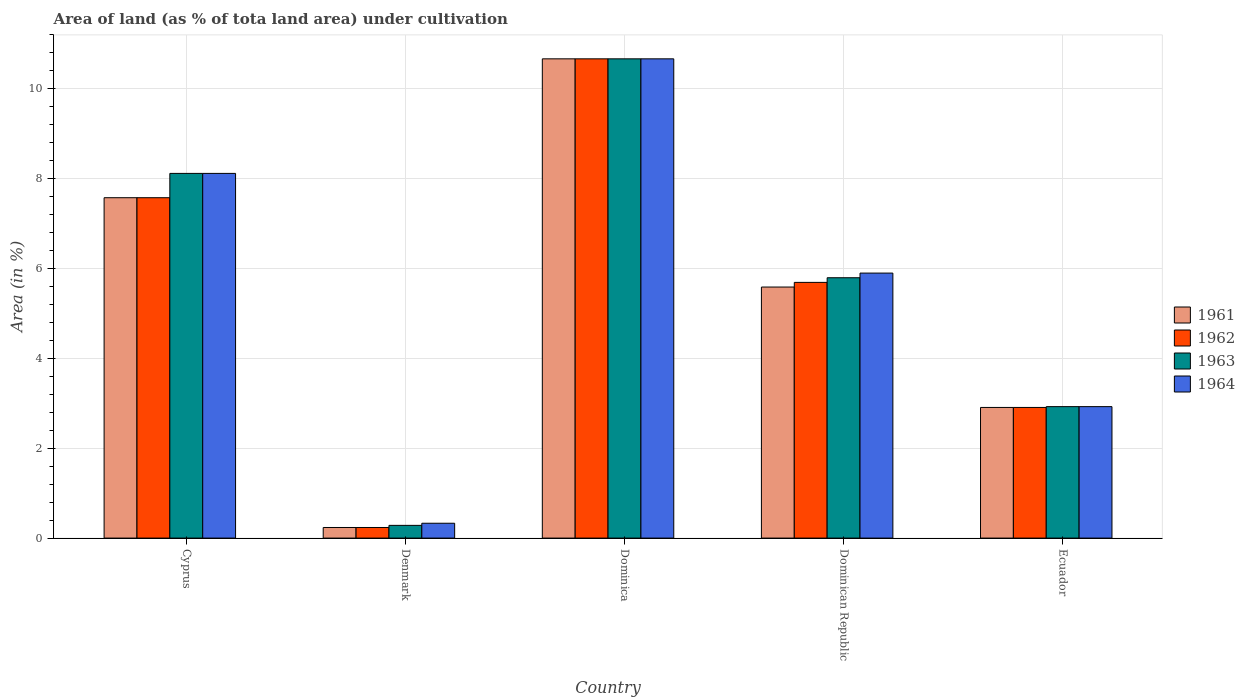 Area of land (as % of tota land area) under cultivation
Area (in %)
10
8
6
4
2
0
Cyprus
Denmark
Dominica
Dominican Republic
Ecuador
Country
1961
1962
1963
1964